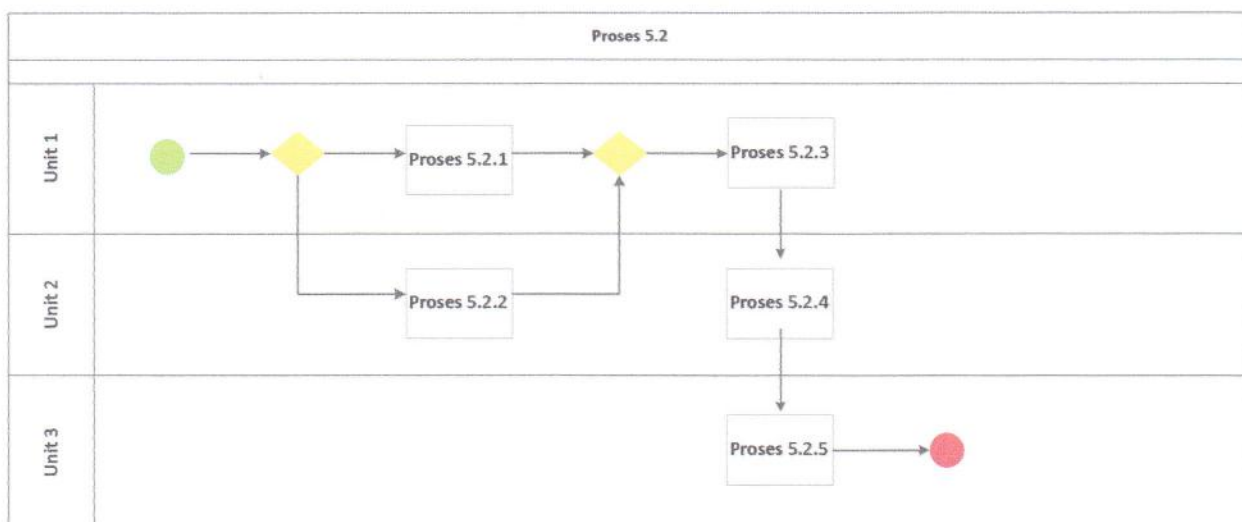 Proses 5.2
Unit 1
Proses 5.2.1
Proses 5.2.3
Unit 2
Proses 5.2.2
Proses 5.2.4
Unit 3
Proses 5.2.5